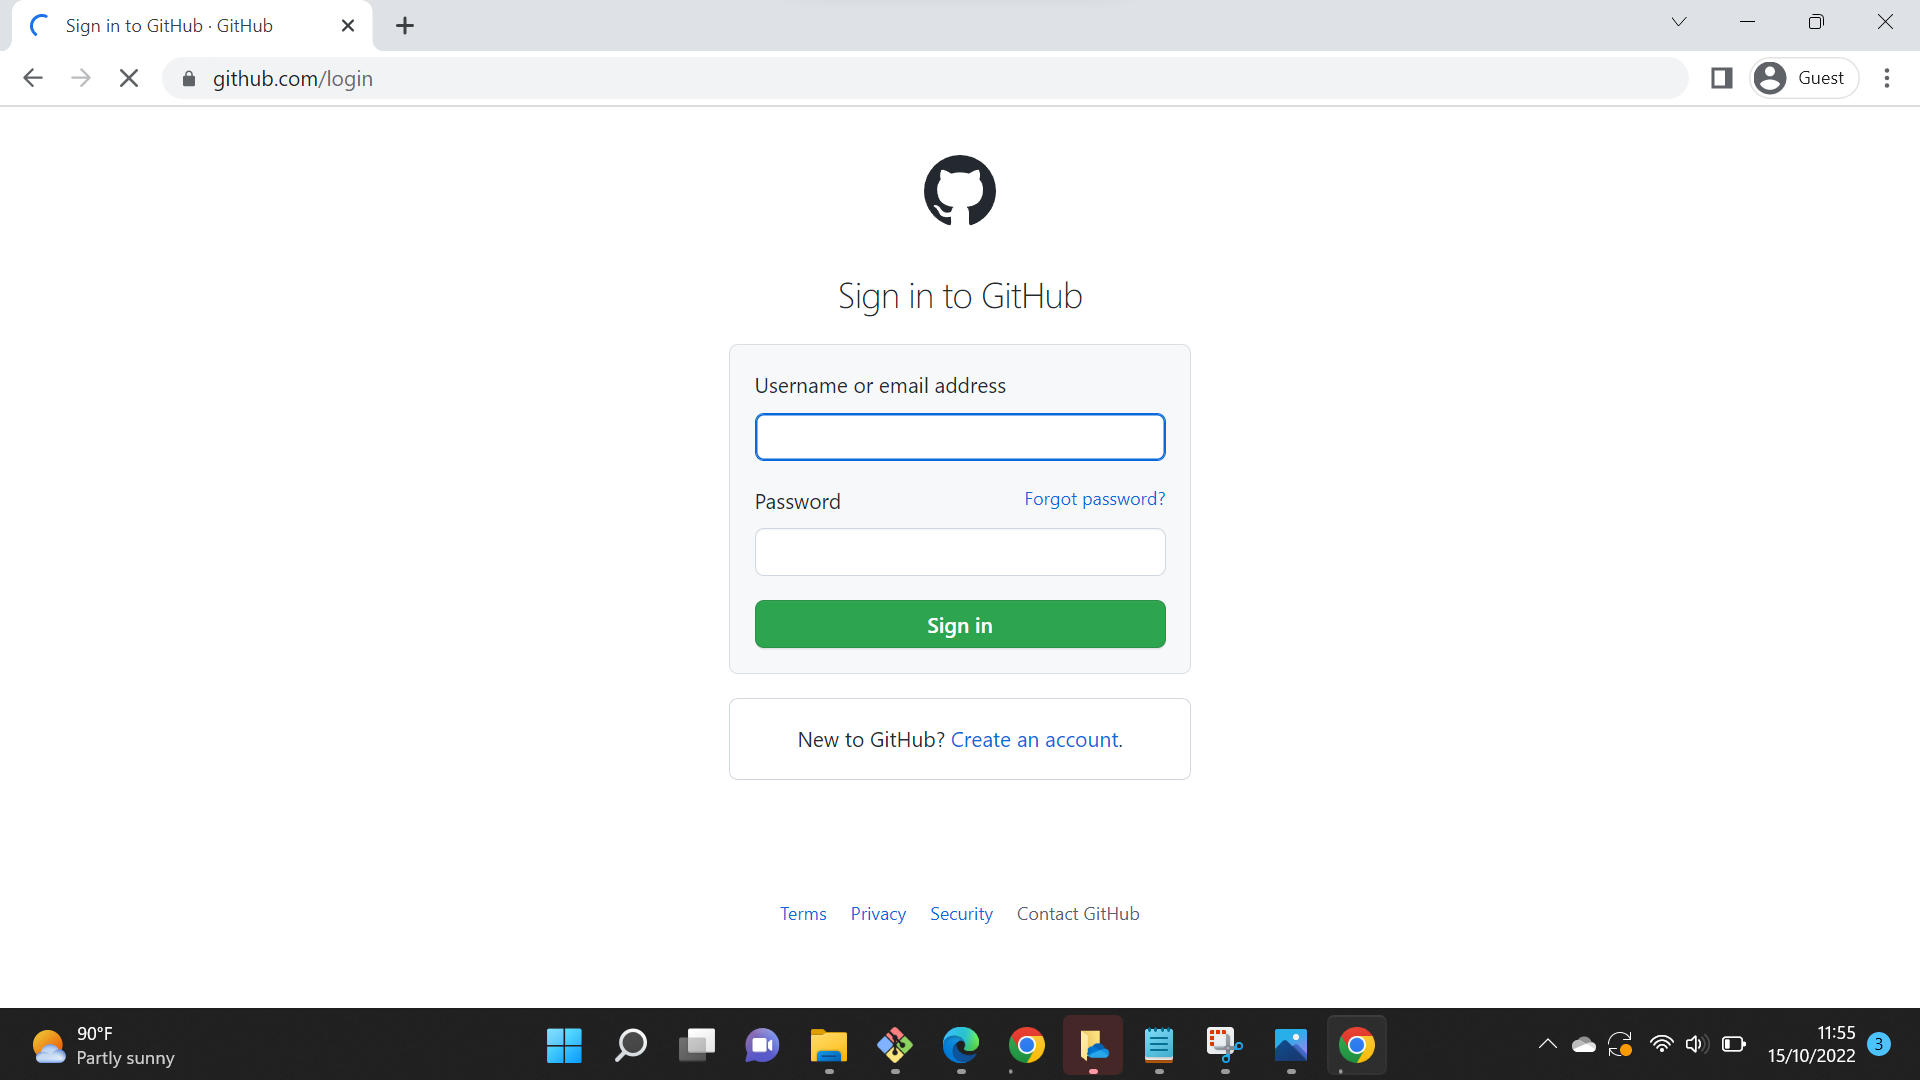 Sign in to GitHub · GitHub
github.com/login
Guest
Sign in to GitHub
Username or email address
Password
Forgot password?
Sign in
New to GitHub? Create an account.
Terms Privacy Security Contact GitHub
90°F
Partly sunny
11:55
15/10/2022
3